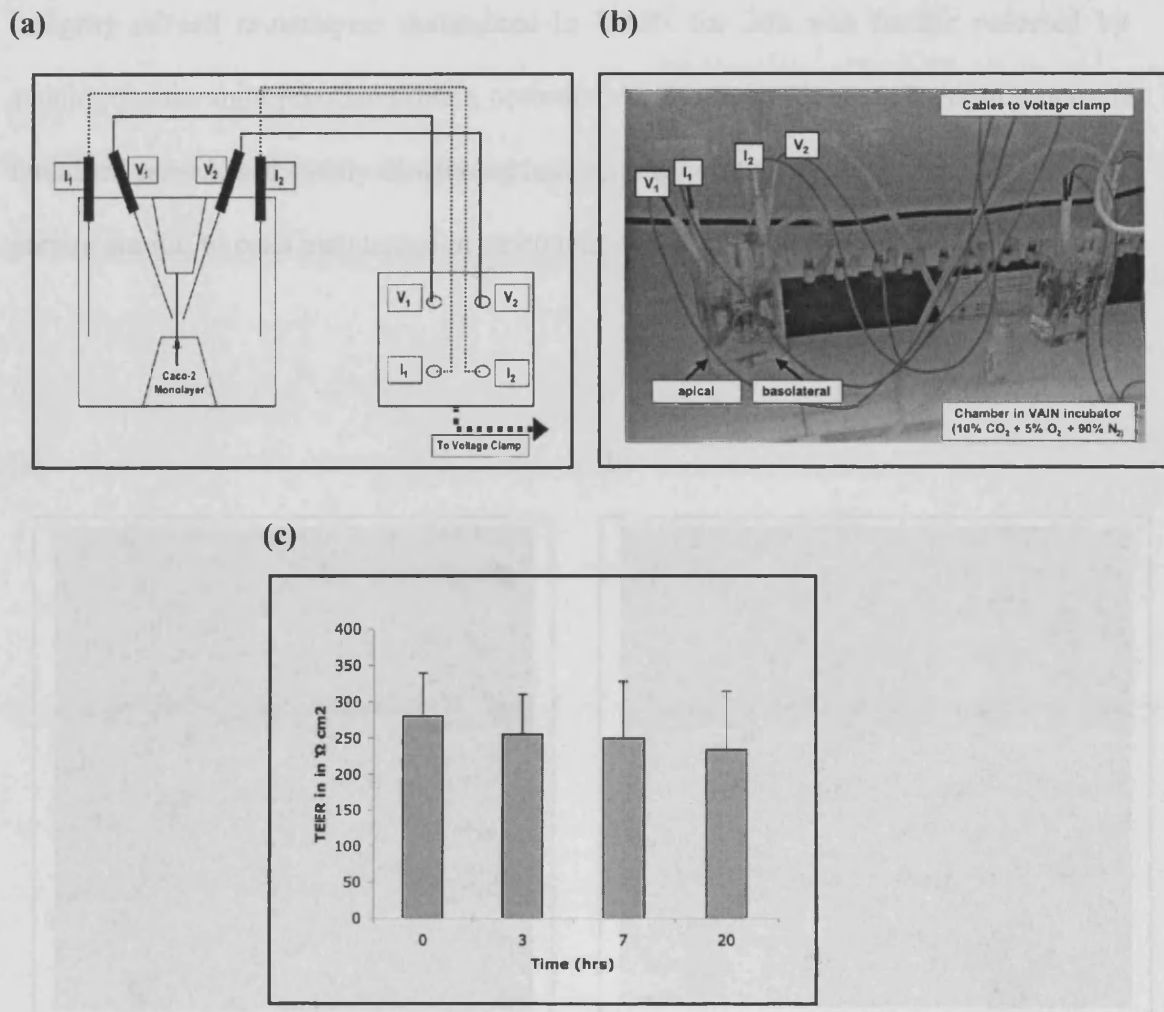 (a)
(b)
I₁
V₁
V₂
I₂
V₁
V₂
I₁
I₂
Caco-2
Monolayer
To Voltage Clamp
Cables to Voltage clamp
V₁
I₁
I₂
V₂
apical
basolateral
Chamber in VAIN incubator
(10% CO₂ + 5% O₂ + 90% N₂)
(c)
400
350
300
250
200
150
100
50
0
TEER in in Ω cm2
0
3
7
20
Time (hrs)